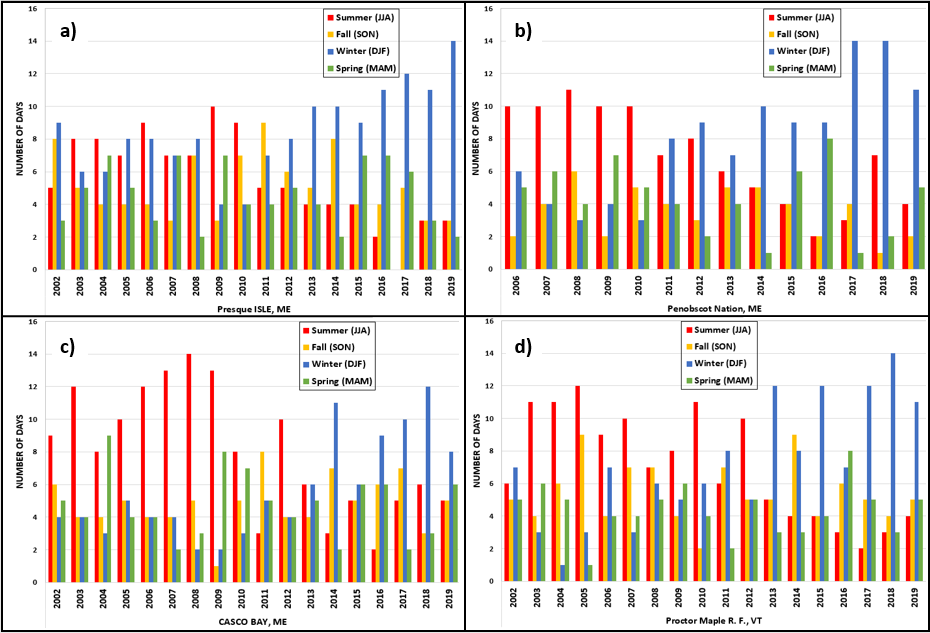 a)
Summer (JJA)
Fall (SON)
Winter (DJF)
Spring (MAM)
NUMBER OF DAYS
16
14
12
10
8
6
4
2
0
2002 2003 2004 2005 2006 2007 2008 2009 2010 2011 2012 2013 2014 2015 2016 2017 2018 2019
Presque ISLE, ME
b)
Summer (JJA)
Fall (SON)
Winter (DJF)
Spring (MAM)
NUMBER OF DAYS
16
14
12
10
8
6
4
2
0
2006 2007 2008 2009 2010 2011 2012 2013 2014 2015 2016 2017 2018 2019
Penobscot Nation, ME
c)
Summer (JJA)
Fall (SON)
Winter (DJF)
Spring (MAM)
NUMBER OF DAYS
16
14
12
10
8
6
4
2
0
2002 2003 2004 2005 2006 2007 2008 2009 2010 2011 2012 2013 2014 2015 2016 2017 2018 2019
CASCO BAY, ME
d)
Summer (JJA)
Fall (SON)
Winter (DJF)
Spring (MAM)
NUMBER OF DAYS
16
14
12
10
8
6
4
2
0
2002 2003 2004 2005 2006 2007 2008 2009 2010 2011 2012 2013 2014 2015 2016 2017 2018 2019
Proctor Maple R. F., VT